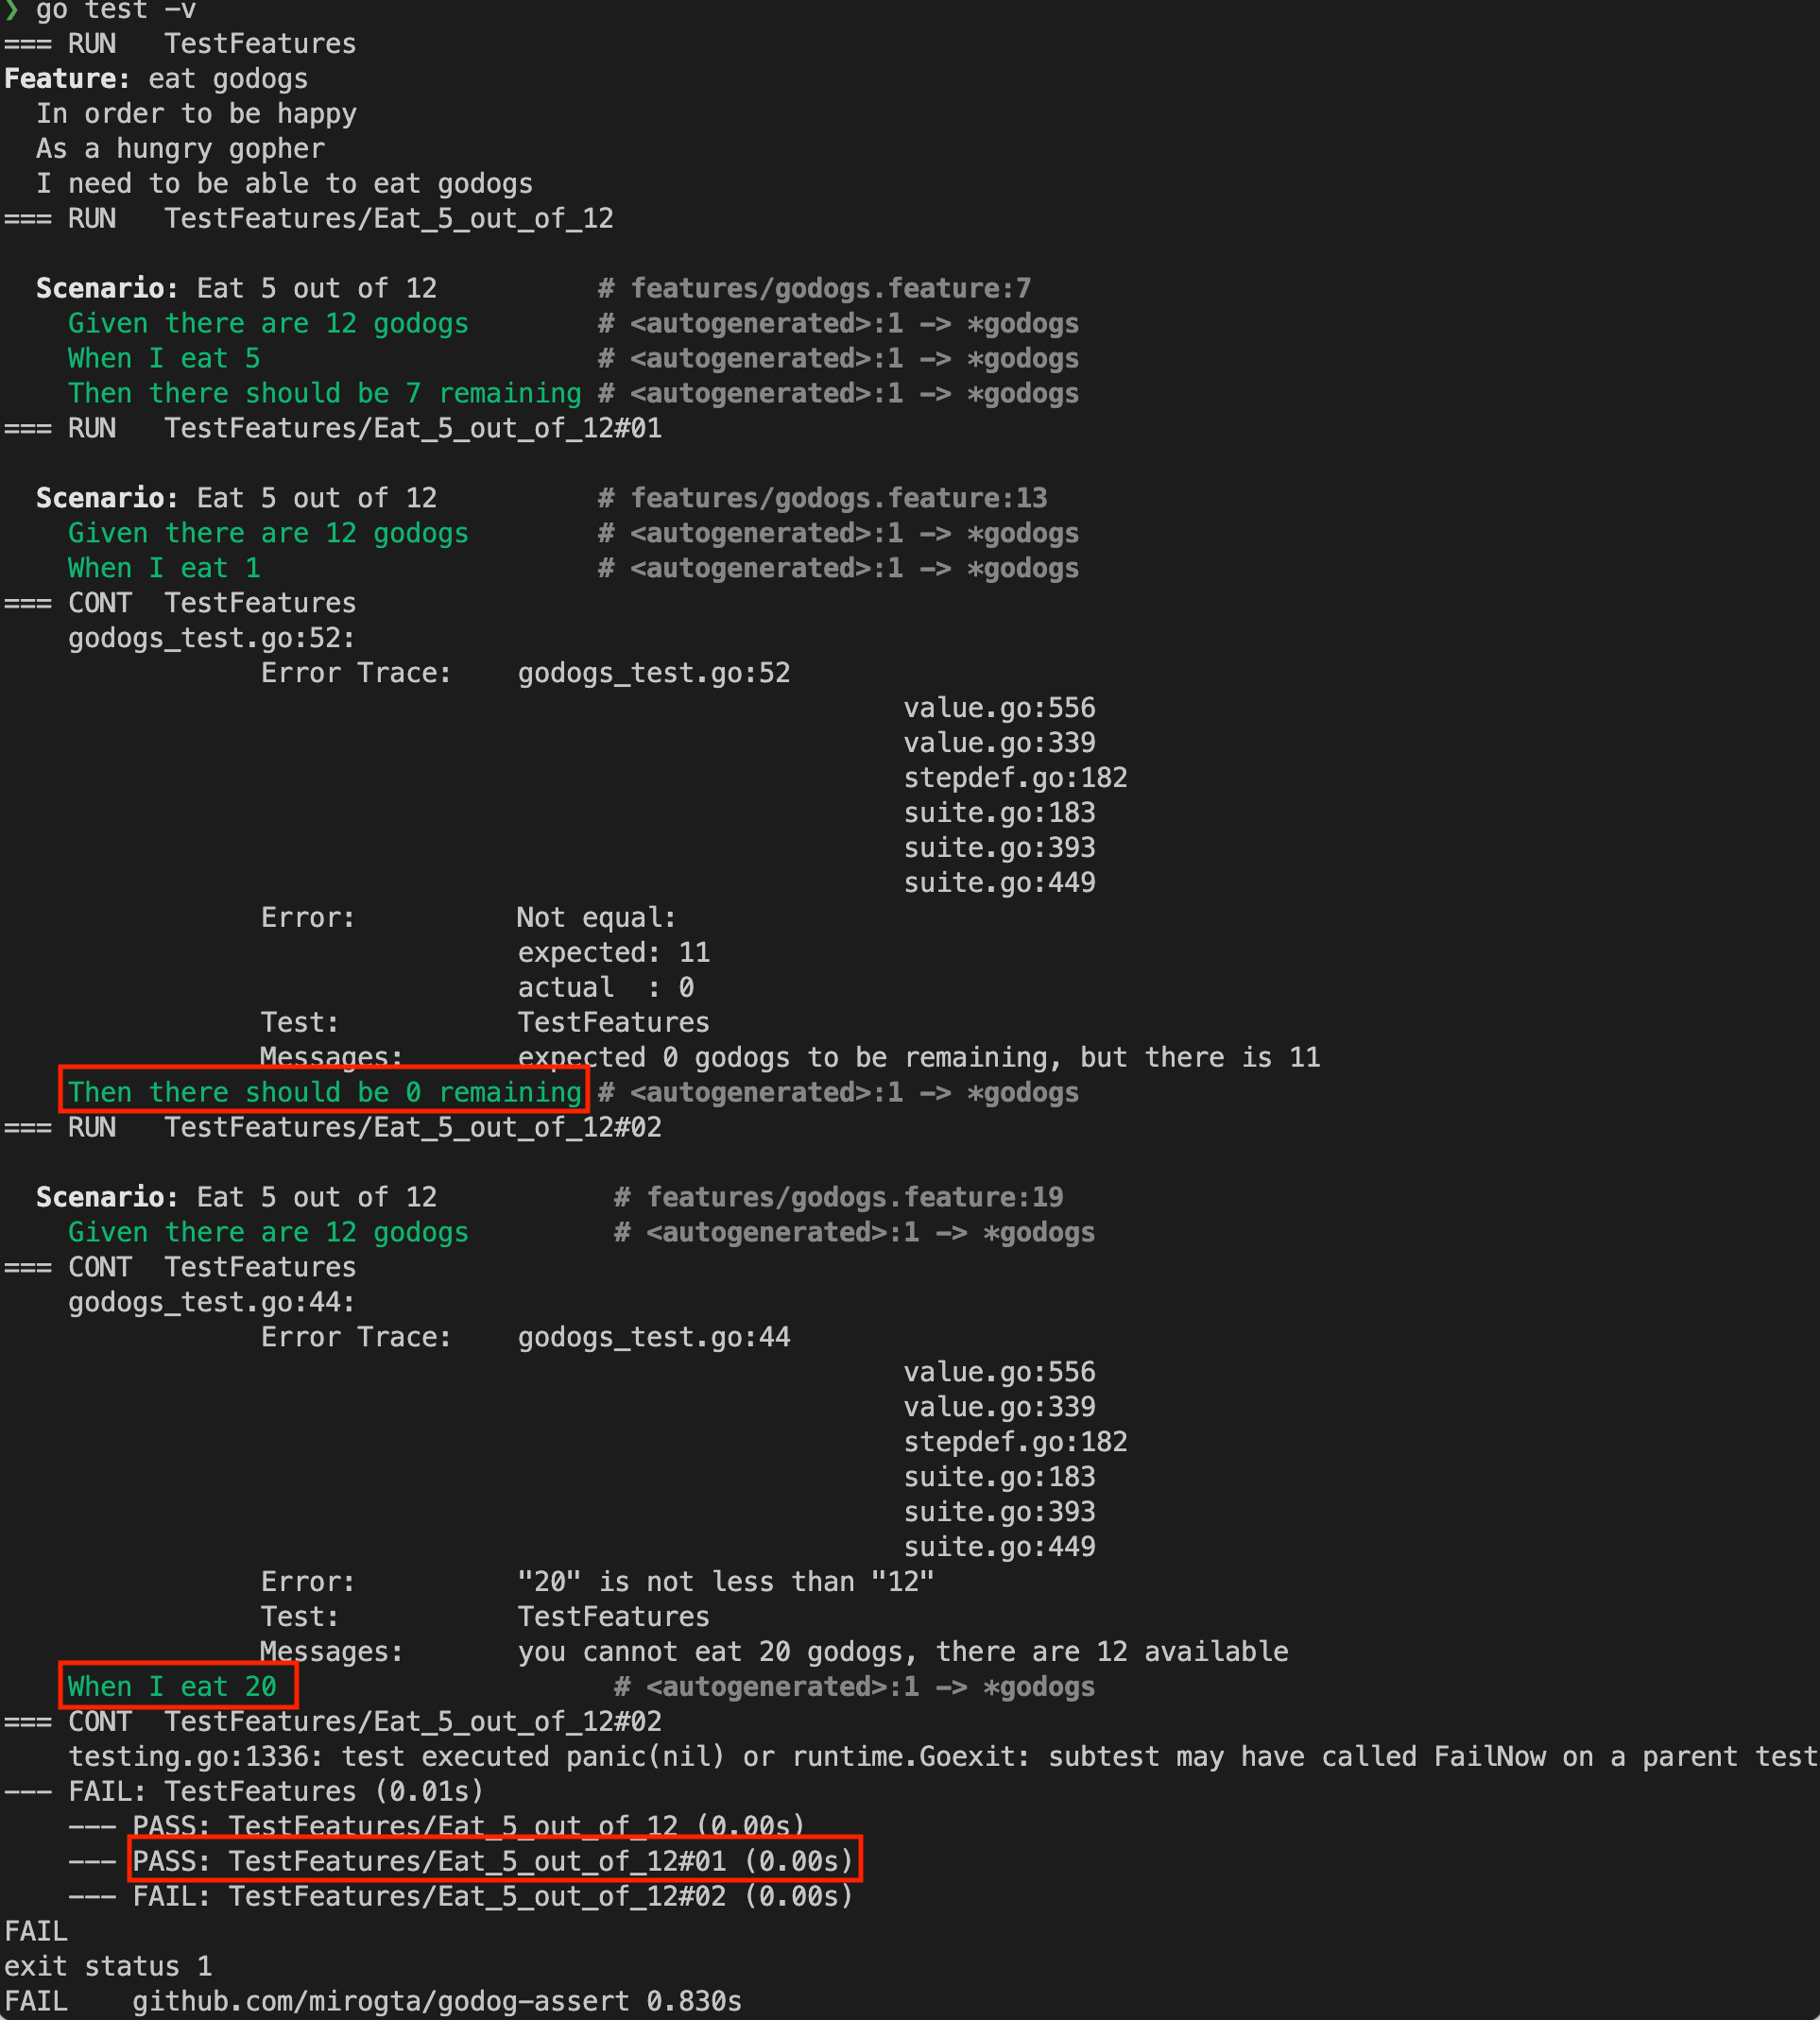 ❯ go test -v
=== RUN   TestFeatures
Feature: eat godogs
  In order to be happy
  As a hungry gopher
  I need to be able to eat godogs
=== RUN   TestFeatures/Eat_5_out_of_12

  Scenario: Eat 5 out of 12          # features/godogs.feature:7
    Given there are 12 godogs        # <autogenerated>:1 -> *godogs
    When I eat 5                     # <autogenerated>:1 -> *godogs
    Then there should be 7 remaining # <autogenerated>:1 -> *godogs
=== RUN   TestFeatures/Eat_5_out_of_12#01

  Scenario: Eat 5 out of 12          # features/godogs.feature:13
    Given there are 12 godogs        # <autogenerated>:1 -> *godogs
    When I eat 1                     # <autogenerated>:1 -> *godogs
=== CONT  TestFeatures
    godogs_test.go:52:
                Error Trace:    godogs_test.go:52
                                                        value.go:556
                                                        value.go:339
                                                        stepdef.go:182
                                                        suite.go:183
                                                        suite.go:393
                                                        suite.go:449
                Error:          Not equal:
                                expected: 11
                                actual  : 0
                Test:           TestFeatures
                Messages:       expected 0 godogs to be remaining, but there is 11
    Then there should be 0 remaining # <autogenerated>:1 -> *godogs
=== RUN   TestFeatures/Eat_5_out_of_12#02

  Scenario: Eat 5 out of 12           # features/godogs.feature:19
    Given there are 12 godogs         # <autogenerated>:1 -> *godogs
=== CONT  TestFeatures
    godogs_test.go:44:
                Error Trace:    godogs_test.go:44
                                                        value.go:556
                                                        value.go:339
                                                        stepdef.go:182
                                                        suite.go:183
                                                        suite.go:393
                                                        suite.go:449
                Error:          "20" is not less than "12"
                Test:           TestFeatures
                Messages:       you cannot eat 20 godogs, there are 12 available
    When I eat 20                     # <autogenerated>:1 -> *godogs
=== CONT  TestFeatures/Eat_5_out_of_12#02
    testing.go:1336: test executed panic(nil) or runtime.Goexit: subtest may have called FailNow on a parent test
--- FAIL: TestFeatures (0.01s)
    --- PASS: TestFeatures/Eat_5_out_of_12 (0.00s)
    --- PASS: TestFeatures/Eat_5_out_of_12#01 (0.00s)
    --- FAIL: TestFeatures/Eat_5_out_of_12#02 (0.00s)
FAIL
exit status 1
FAIL    github.com/mirogta/godog-assert 0.830s